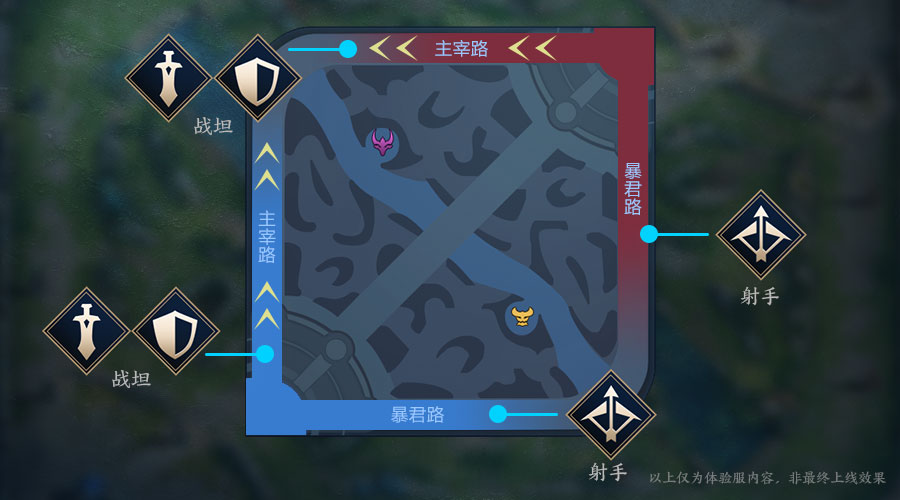 主宰路
战坦
暴君路
主宰路
射手
战坦
暴君路
射手
以上仅为体验服内容，非最终上线效果